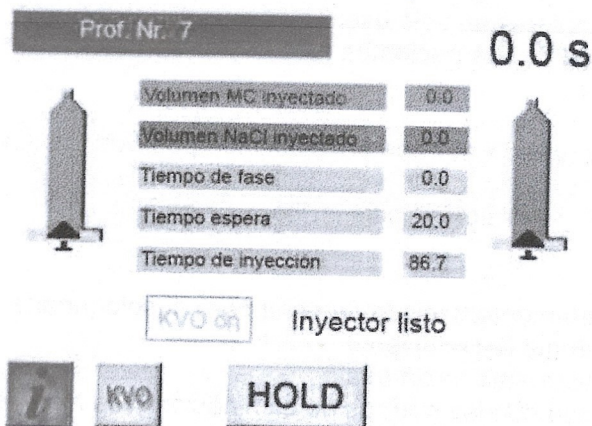 Prof. Nr. 7
0.0 s
Volumen MC inyectado 0.0
Volumen NaCl inyectado 0.0
Tiempo de fase 0.0
Tiempo espera 20.0
Tiempo de inyección 86.7
KVO on Inyector listo
i KVO HOLD